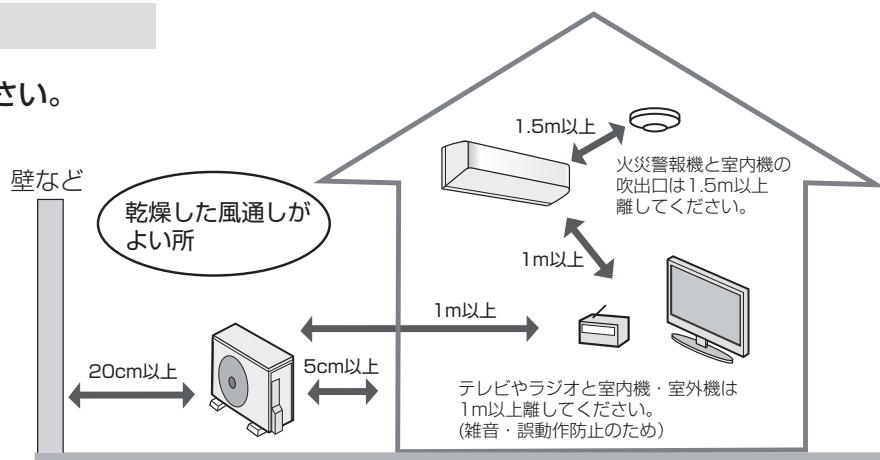 さい。
壁など
乾燥した風通しが
よい所
1.5m以上
火災警報機と室内機の
吹出口は1.5m以上
離してください。
1m以上
1m以上
20cm以上
5cm以上
テレビやラジオと室内機・室外機は
1m以上離してください。
(雑音・誤動作防止のため)